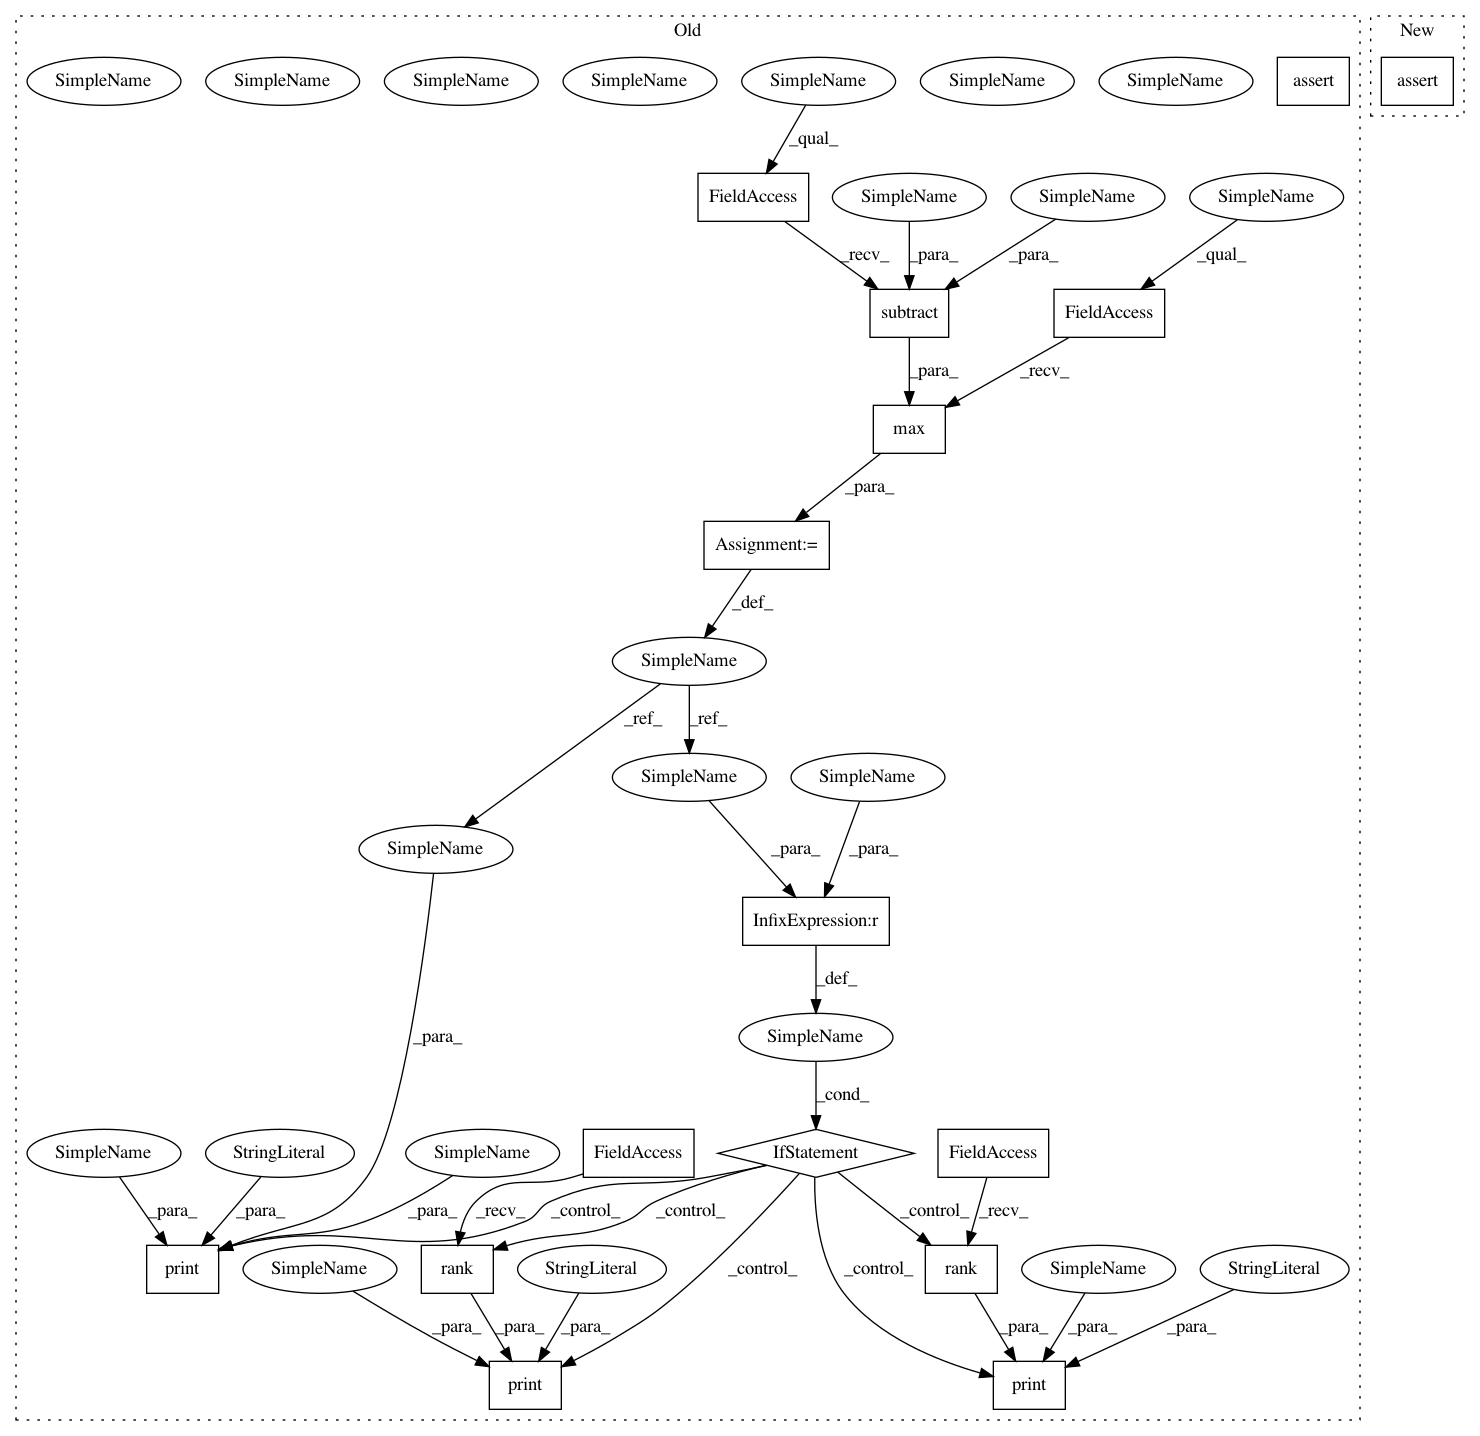 Old
New
SimpleName
SimpleName
SimpleName
SimpleName
SimpleName
SimpleName
SimpleName
assert
assert
_qual_
FieldAccess
SimpleName
SimpleName
SimpleName
_recv_
_para_
_para_
_qual_
subtract
FieldAccess
_para_
_recv_
max
_para_
Assignment:=
_def_
SimpleName
_ref_
_ref_
SimpleName
SimpleName
SimpleName
_para_
_para_
InfixExpression:r
_def_
_para_
SimpleName
_cond_
SimpleName
StringLiteral
SimpleName
FieldAccess
IfStatement
FieldAccess
_para_
_para_
_para_
_recv_
_control_
_control_
_control_
_recv_
print
SimpleName
rank
StringLiteral
_control_
_control_
rank
SimpleName
StringLiteral
_para_
_para_
_para_
_para_
_para_
_para_
print
print